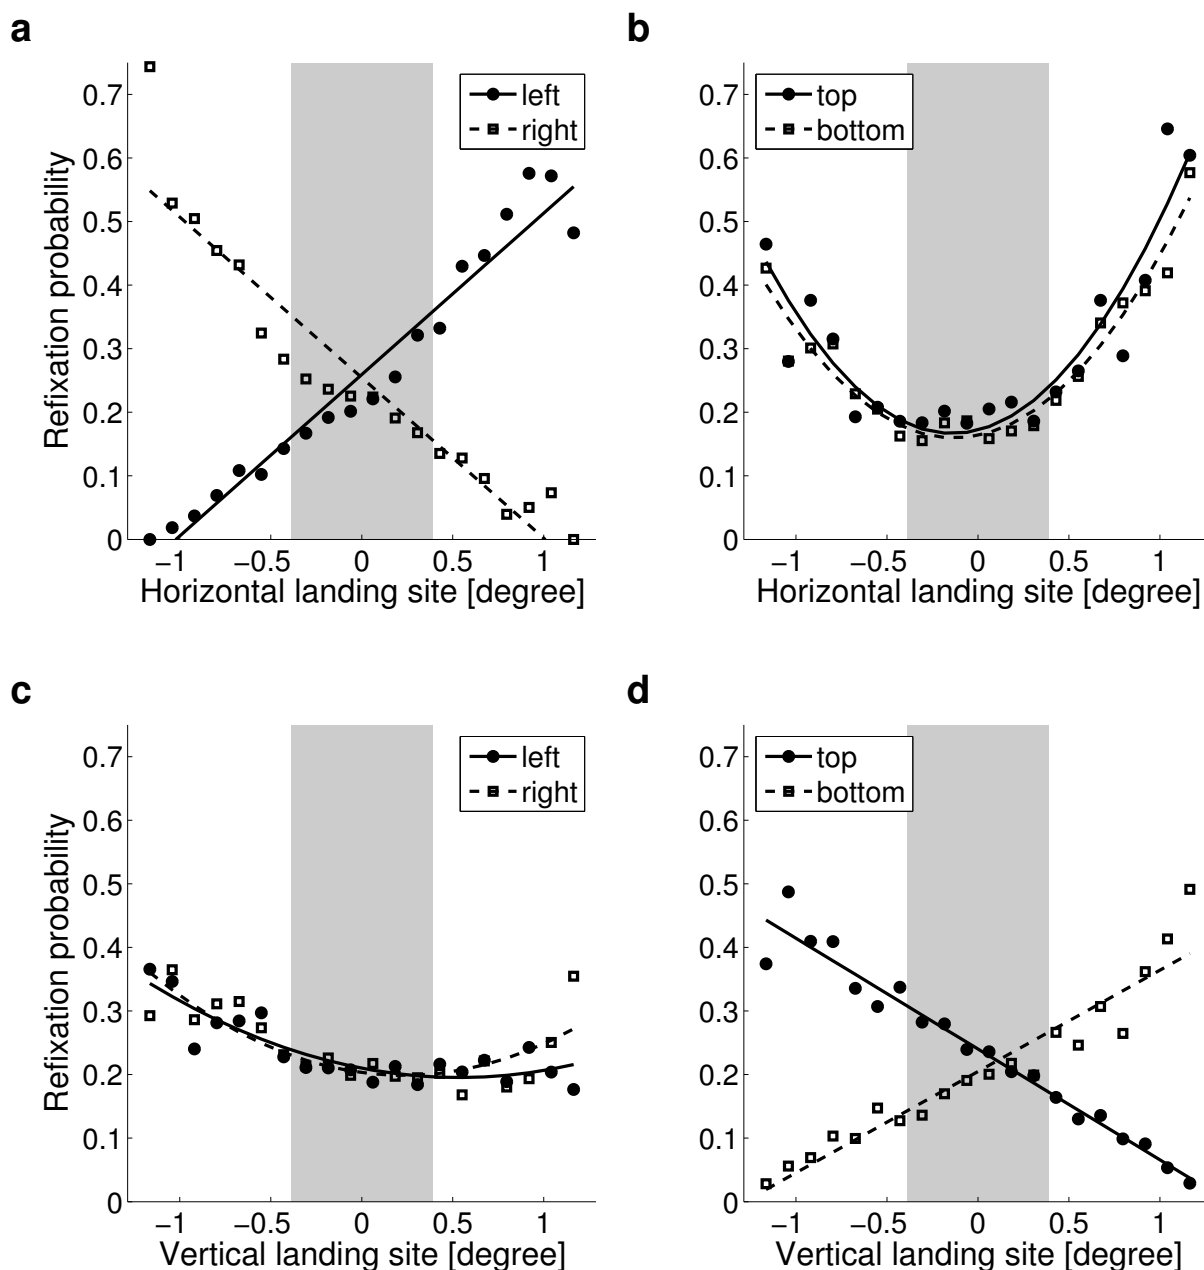 a
0.7
0.6
0.5
0.4
0.3
0.2
0.1
0
Refixation probability
left
right
−1 −0.5 0 0.5 1
Horizontal landing site [degree]
b
0.7
0.6
0.5
0.4
0.3
0.2
0.1
0
top
bottom
−1 −0.5 0 0.5 1
Horizontal landing site [degree]
c
0.7
0.6
0.5
0.4
0.3
0.2
0.1
0
Refixation probability
left
right
−1 −0.5 0 0.5 1
Vertical landing site [degree]
d
0.7
0.6
0.5
0.4
0.3
0.2
0.1
0
top
bottom
−1 −0.5 0 0.5 1
Vertical landing site [degree]